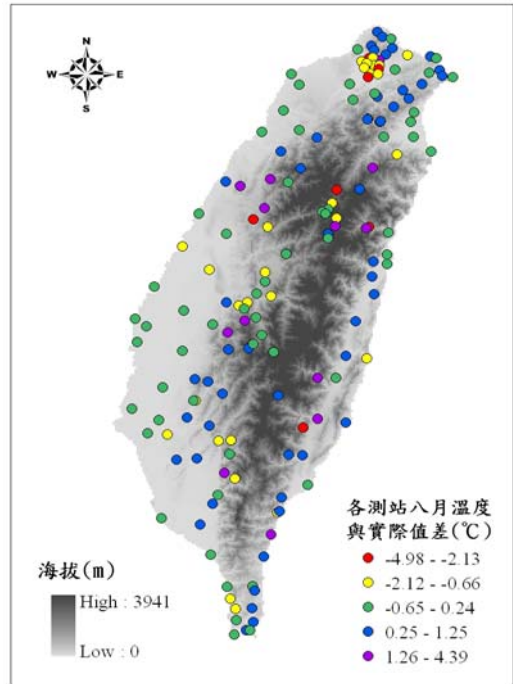 N
W E
S
各測站八月溫度
與實際值差(℃)
-4.98 - -2.13
-2.12 - -0.66
-0.65 - 0.24
0.25 - 1.25
1.26 - 4.39
海拔(m)
High : 3941
Low : 0